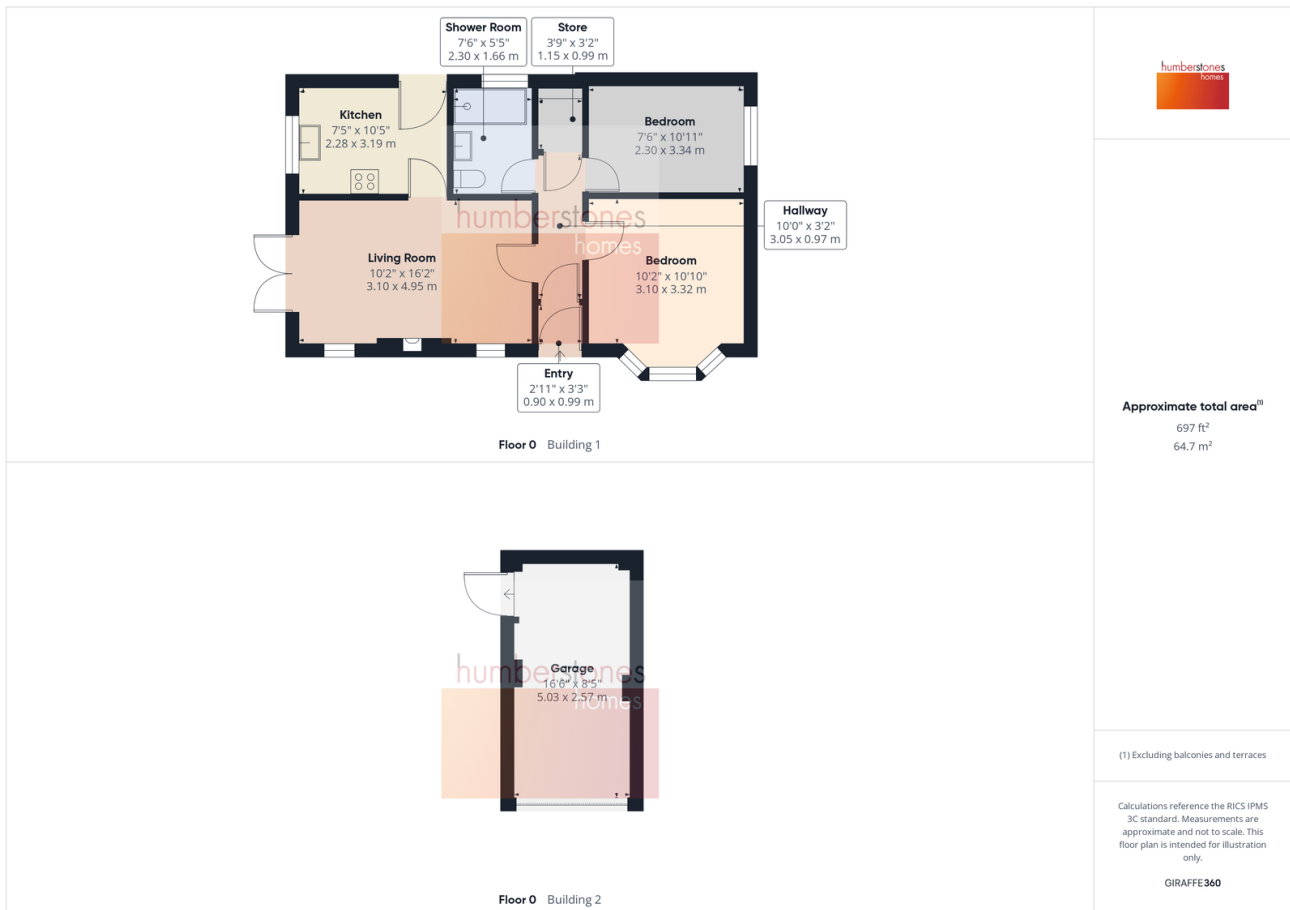 Shower Room
7'6" x 5'5"
2.30 x 1.66 m
Store
3'9" x 3'2"
1.15 x 0.99 m
Kitchen
7'5" x 10'5"
2.28 x 3.19 m
Bedroom
7'6" x 10'11"
2.30 x 3.34 m
Hallway
10'0" x 3'2"
3.05 x 0.97 m
humberstones
homes
Living Room
10'2" x 16'2"
3.10 x 4.95 m
Bedroom
10'2" x 10'10"
3.10 x 3.32 m
Entry
2'11" x 3'3"
0.90 x 0.99 m
Floor 0 Building 1
humberstones
homes
Garage
16'6" x 8'5"
5.03 x 2.57 m
Floor 0 Building 2
humberstones
homes
Approximate total area(1)
697 ft²
64.7 m²
(1) Excluding balconies and terraces
Calculations reference the RICS IPMS
3C standard. Measurements are
approximate and not to scale. This
floor plan is intended for illustration
only.
GIRAFFE360